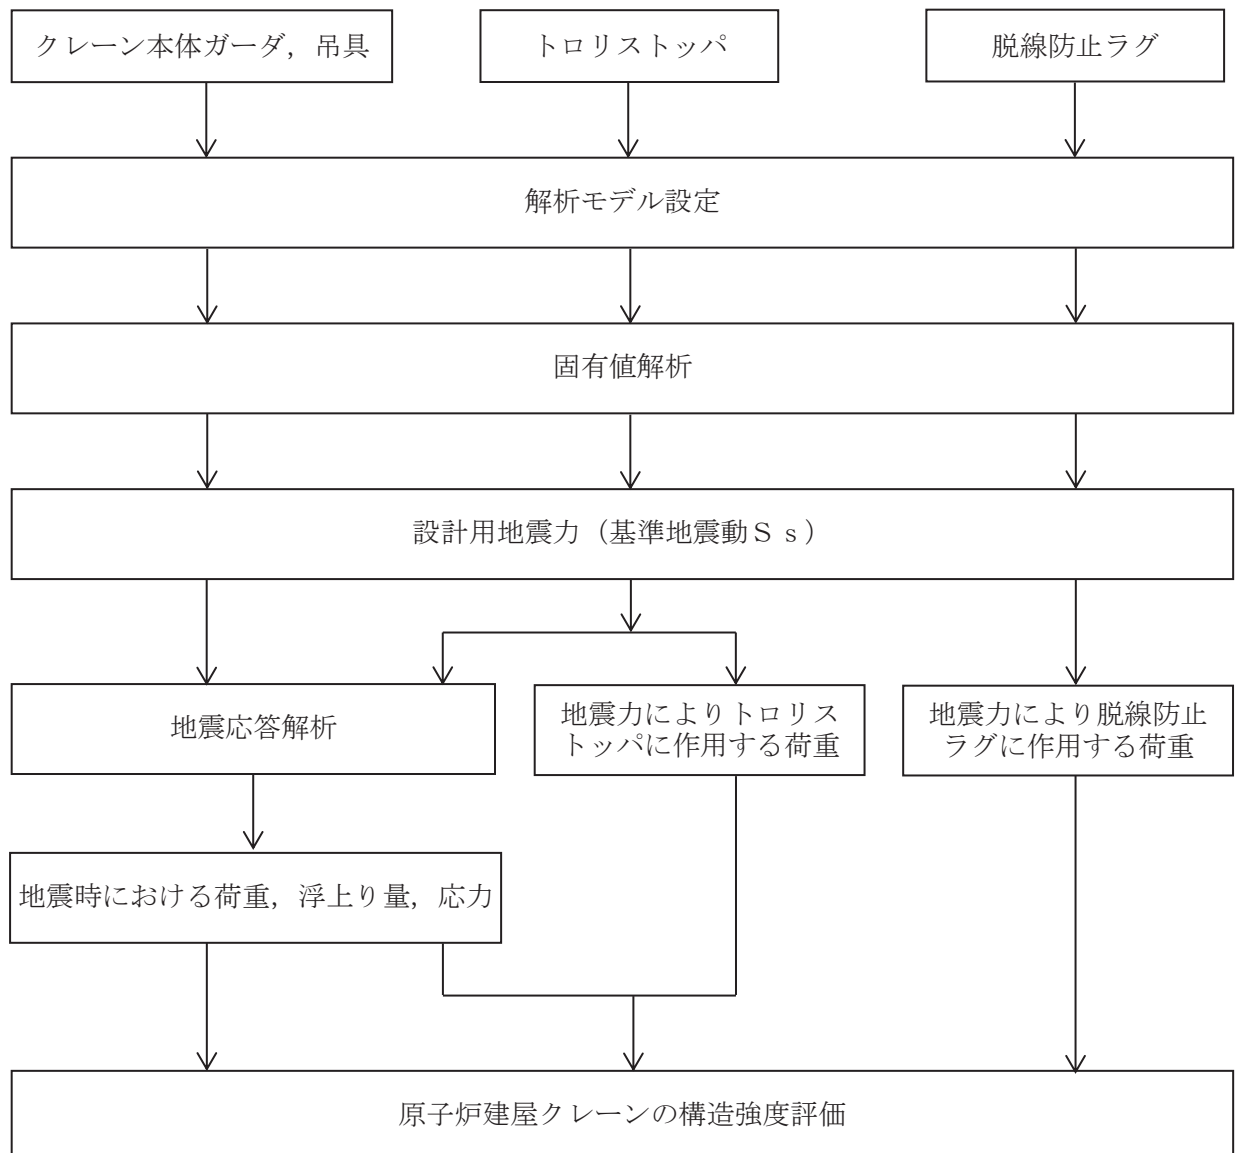 クレーン本体ガーダ，吊具
トロリストッパ
脱線防止ラグ
解析モデル設定
固有値解析
設計用地震力（基準地震動Ｓｓ）
地震応答解析
地震力によりトロリス
トッパに作用する荷重
地震力により脱線防止
ラグに作用する荷重
地震時における荷重，浮上り量，応力
原子炉建屋クレーンの構造強度評価